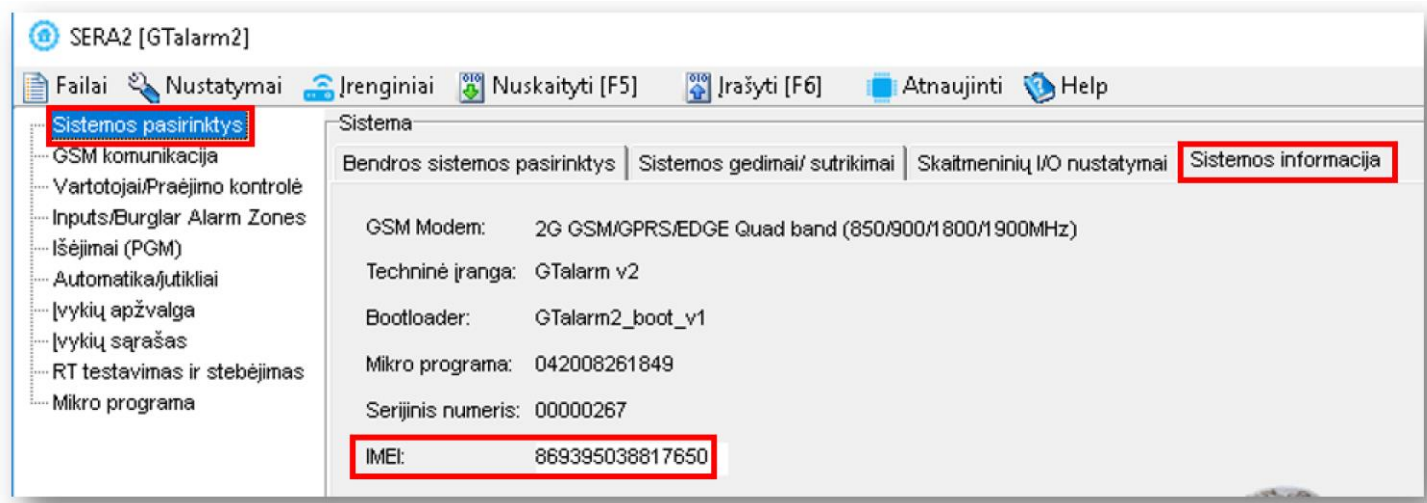 SERA2 [GTalarm2]
Failai Nustatymai Įrenginiai Nuskaityti [F5] Įrašyti [F6] Atnaujinti Help
Sistemos pasirinktys
GSM komunikacija
Vartotojai/Praėjimo kontrolė
Inputs/Burglar Alarm Zones
Išėjimai (PGM)
Automatika/jutikliai
Įvykių apžvalga
Įvykių sąrašas
RT testavimas ir stebėjimas
Mikro programa
Sistema
Bendros sistemos pasirinktys Sistemos gedimai/ sutrikimai Skaitmeninių I/O nustatymai Sistemos informacija
GSM Modem: 2G GSM/GPRS/EDGE Quad band (850/900/1800/1900MHz)
Techninė įranga: GTalarm v2
Bootloader: GTalarm2_boot_v1
Mikro programa: 042008261849
Serijinis numeris: 00000267
IMEI: 869395038817650